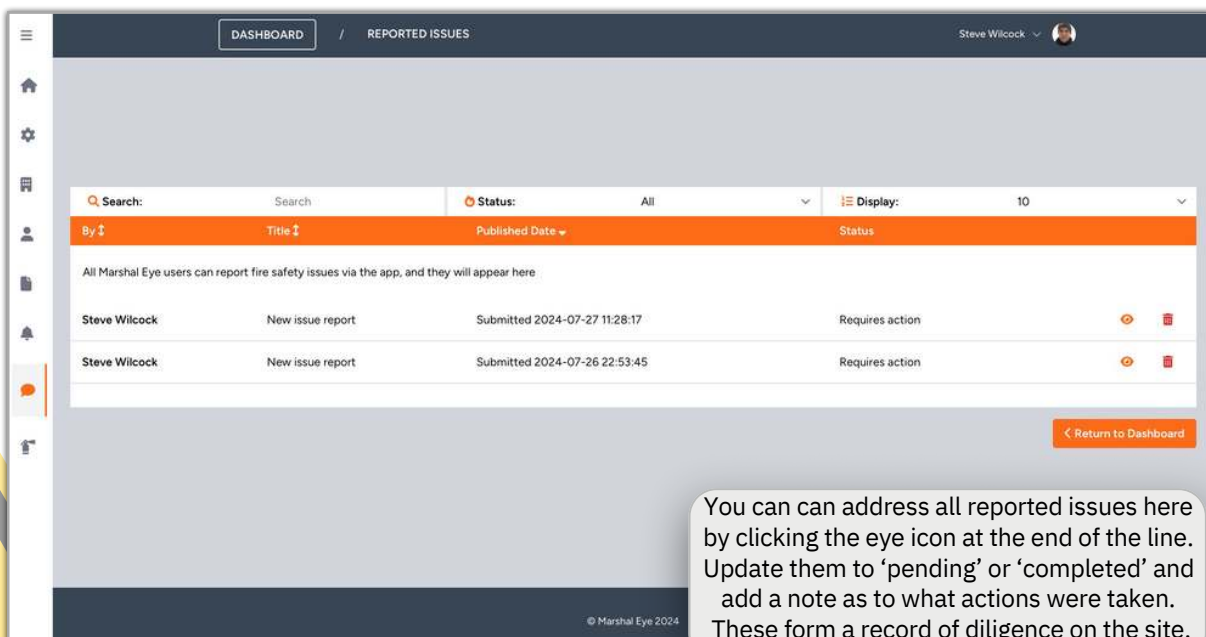 DASHBOARD / REPORTED ISSUES Steve Wilcock
Search: Search Status: All Display: 10
By Title Published Date Status
All Marshal Eye users can report fire safety issues via the app, and they will appear here
Steve Wilcock New issue report Submitted 2024-07-27 11:28:17 Requires action
Steve Wilcock New issue report Submitted 2024-07-26 22:53:45 Requires action
< Return to Dashboard
You can can address all reported issues here
by clicking the eye icon at the end of the line.
Update them to ‘pending’ or ‘completed’ and
add a note as to what actions were taken.
These form a record of diligence on the site.
© Marshal Eye 2024